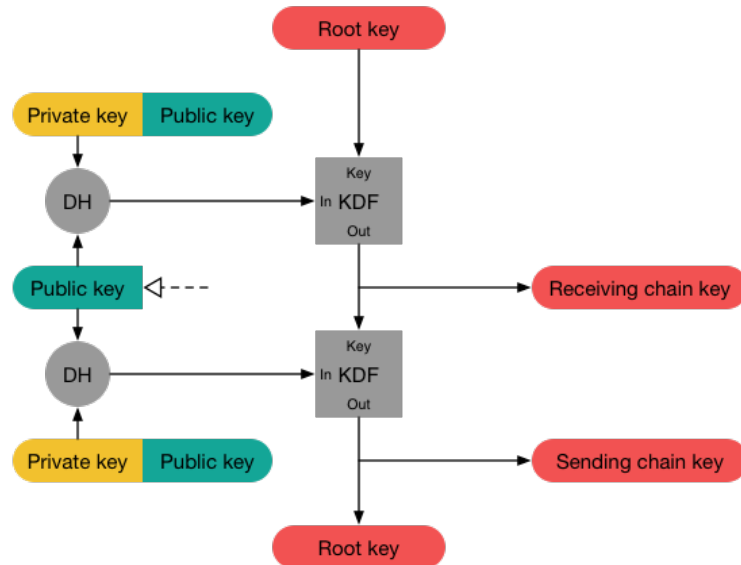 Root key
Private key Public key
Key
DH
In KDF
Out
Public key
Receiving chain key
Key
DH
In KDF
Out
Private key Public key
Sending chain key
Root key